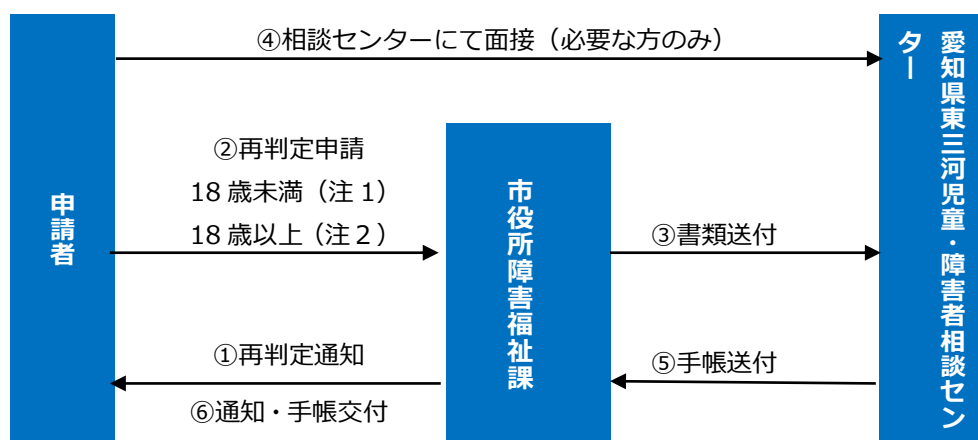 ④相談センターにて面接（必要な方のみ）
愛知県東三河児童・障害者相談セン
ター
②再判定申請
18 歳未満（注 1）
18 歳以上（注２）
申請者
市役所障害福祉課
③書類送付
①再判定通知
⑤手帳送付
⑥通知・手帳交付